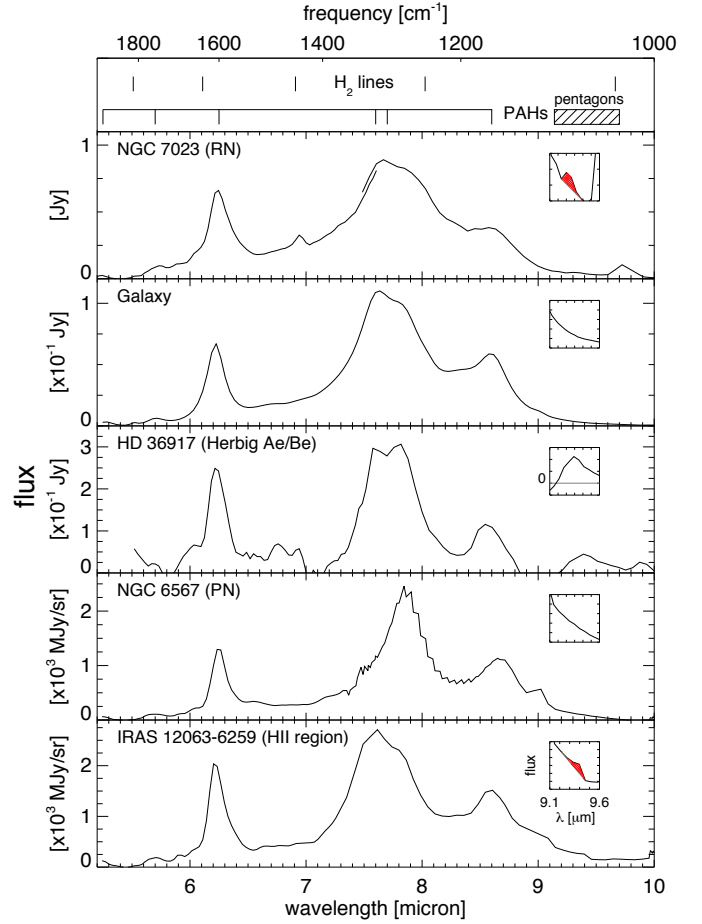 frequency [cm⁻¹]
1800 1600 1400 1200 1000
H₂ lines
PAHs pentagons
NGC 7023 (RN)
1
[Jy]
0
Galaxy
1
[x10⁻¹ Jy]
0
HD 36917 (Herbig Ae/Be)
3
2
1
0
[x10⁻¹ Jy]
0
flux
NGC 6567 (PN)
2
1
0
[x10³ MJy/sr]
IRAS 12063-6259 (HII region)
2
1
0
[x10³ MJy/sr]
flux
9.1 9.6
λ [μm]
6 7 8 9 10
wavelength [micron]